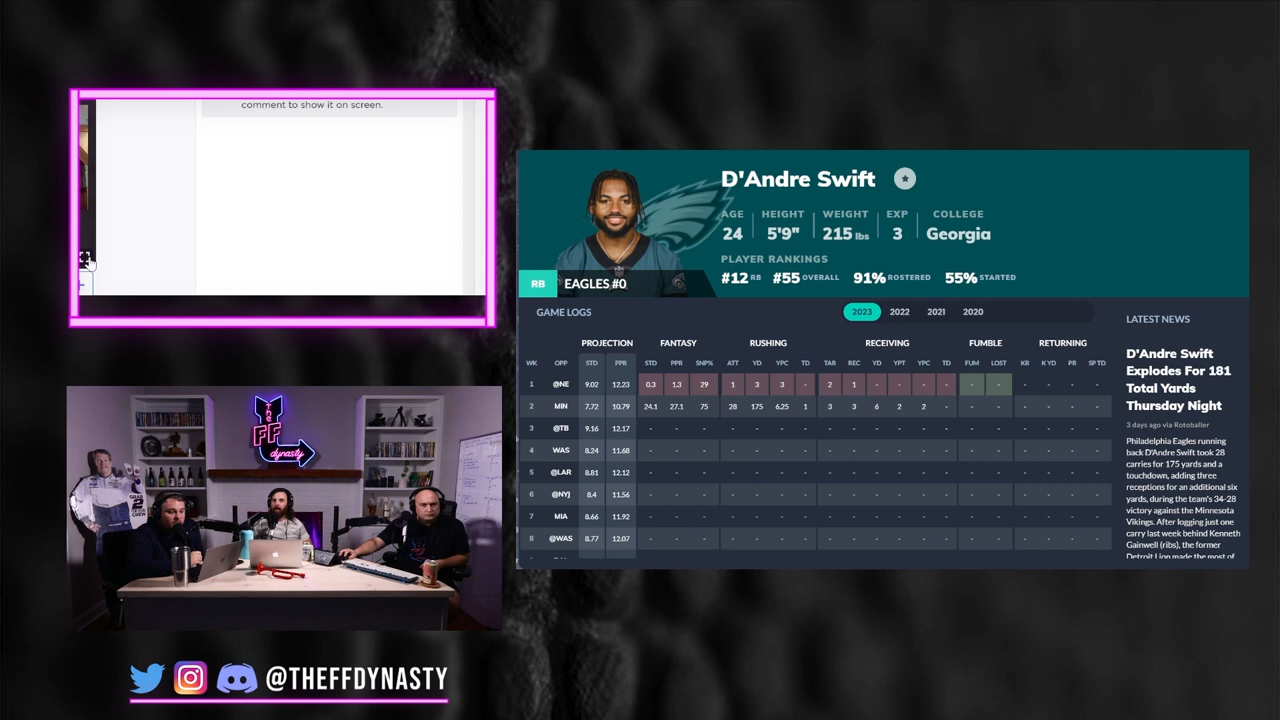 comment to show it on screen.
D'Andre Swift
AGE HEIGHT WEIGHT EXP COLLEGE
24 5'9" 215 lbs 3 Georgia
PLAYER RANKINGS
#12 RB #55 OVERALL 91% ROSTERED 55% STARTED
RB EAGLES #0
GAME LOGS
2023 2022 2021 2020
PROJECTION FANTASY RUSHING RECEIVING FUMBLE RETURNING
WK OPP STD PPR STD PPR SNP% ATT YD YPC TD TAR REC YD YPT YPC TD FUM LOST KR KYD PR SP TD
1 @NE 9.02 12.23 0.3 1.3 29 1 3 3 - 2 1 - - - - - - - - - -
2 MIN 7.72 10.79 24.1 27.1 75 28 175 6.25 1 3 3 6 2 2 - - - - - - -
3 @TB 9.16 12.17 - - - - - - - - - - - - - - - - - - -
4 WAS 8.24 11.68 - - - - - - - - - - - - - - - - - - -
5 @LAR 8.81 12.12 - - - - - - - - - - - - - - - - - - -
6 @NYJ 8.4 11.56 - - - - - - - - - - - - - - - - - - -
7 MIA 8.66 11.92 - - - - - - - - - - - - - - - - - - -
8 @WAS 8.77 12.07 - - - - - - - - - - - - - - - - - - -
LATEST NEWS
D'Andre Swift
Explodes For 181
Total Yards
Thursday Night
3 days ago via Rotoballer
Philadelphia Eagles running
back D'Andre Swift took 28
carries for 175 yards and a
touchdown, adding three
receptions for an additional six
yards, during the team's 34-28
victory against the Minnesota
Vikings. After logging just one
carry last week behind Kenneth
Gainwell (ribs), the former
Detroit Lion made the most of
The
FF
dynasty
GRAB
2
@THEFFDYNASTY